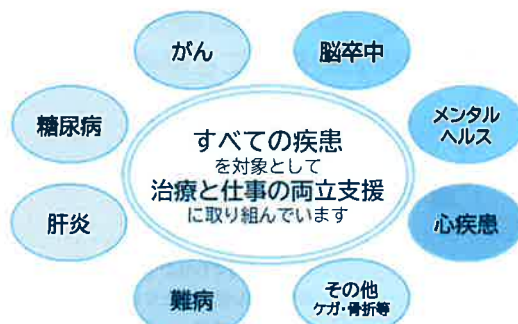 がん
脳卒中
糖尿病
メンタル
ヘルス
すべての疾患
を対象として
治療と仕事の両立支援
に取り組んでいます
肝炎
心疾患
難病
その他
ケガ・骨折等